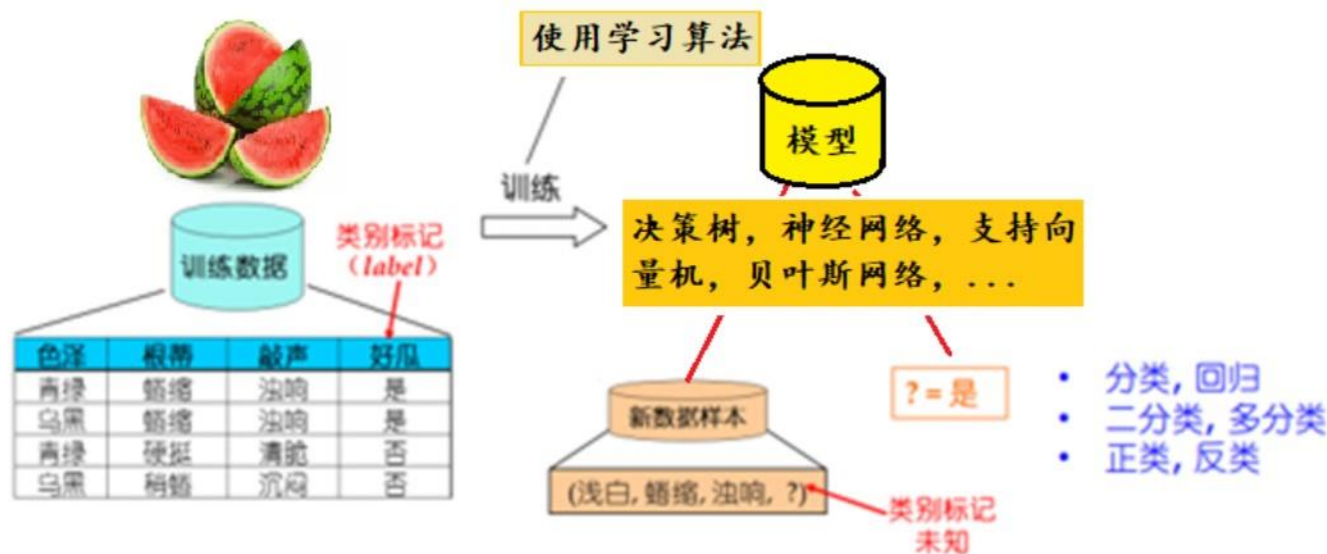 使用学习算法
模型
训练
决策树，神经网络，支持向
量机，贝叶斯网络，...
训练数据
类别标记
（label）
色泽 根蒂 敲声 好瓜
青绿 蜷缩 浊响 是
乌黑 蜷缩 浊响 是
青绿 硬挺 清脆 否
乌黑 稍蜷 沉闷 否
新数据样本
(浅白, 蜷缩, 浊响, ?)
类别标记
未知
? = 是
• 分类, 回归
• 二分类, 多分类
• 正类, 反类